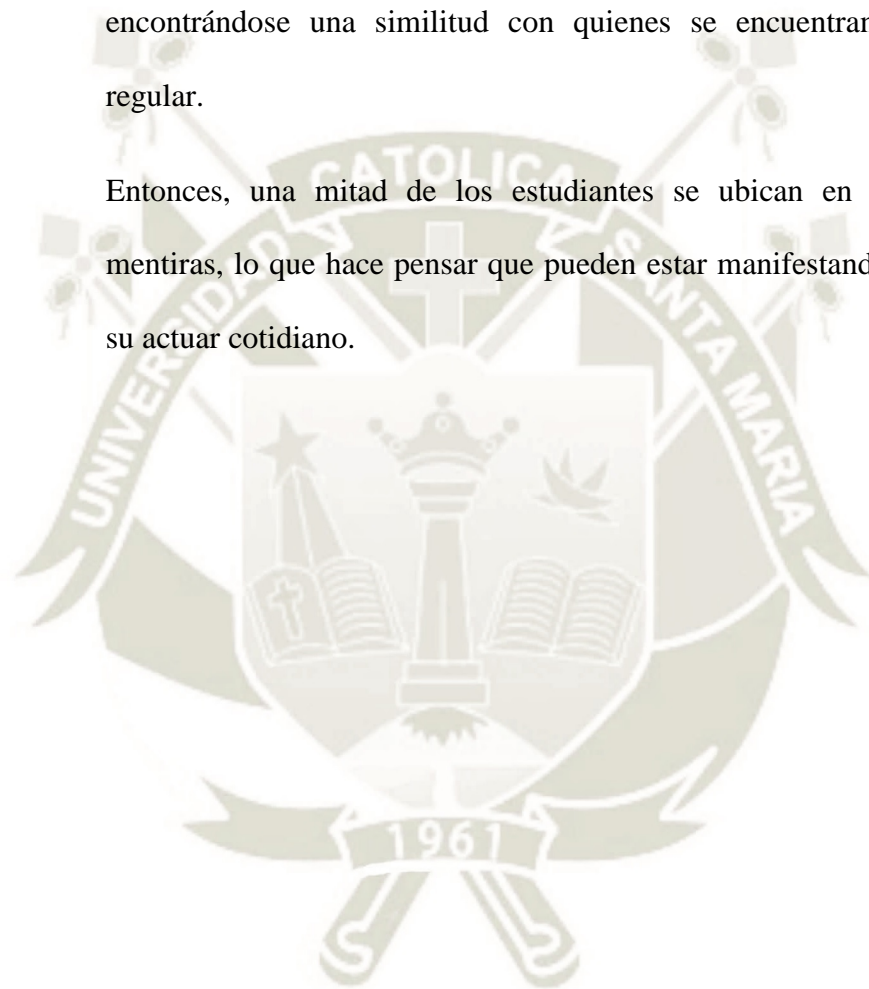 encontrándose una similitud con quienes se encuentran
regular.
Entonces, una mitad de los estudiantes se ubican en
mentiras, lo que hace pensar que pueden estar manifestand
su actuar cotidiano.
UNIVERSIDAD CATOLICA SANTA MARIA
1961
S S